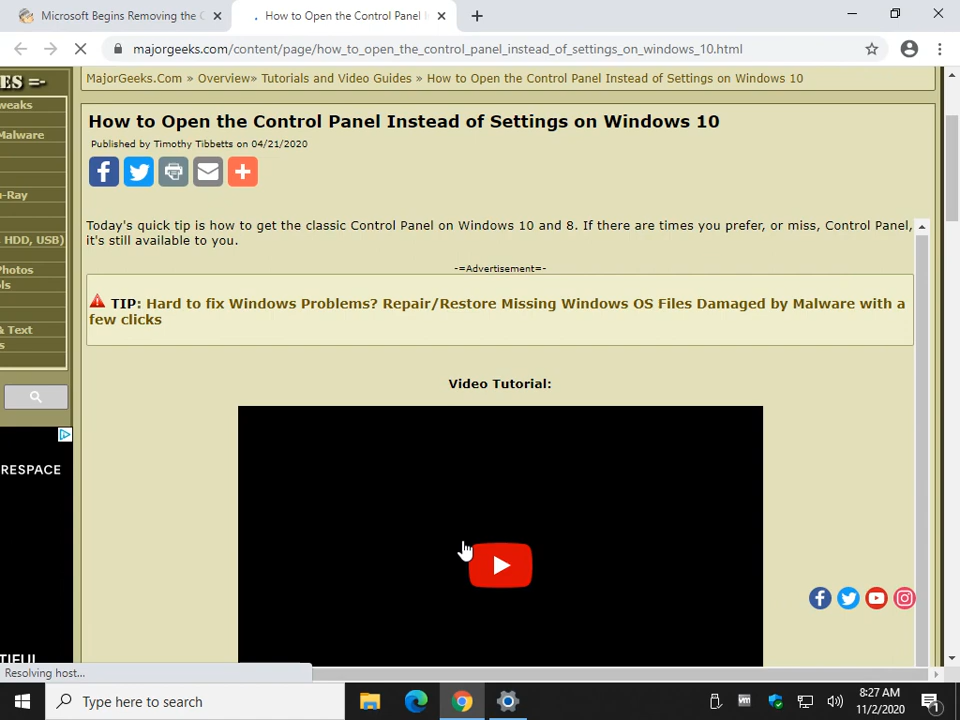 Microsoft Begins Removing the C
How to Open the Control Panel I
majorgeeks.com/content/page/how_to_open_the_control_panel_instead_of_settings_on_windows_10.html
ES =-
MajorGeeks.Com » Overview» Tutorials and Video Guides » How to Open the Control Panel Instead of Settings on Windows 10
weaks
Malware
-Ray
HDD, USB)
Photos
ls
& Text
s
How to Open the Control Panel Instead of Settings on Windows 10
Published by Timothy Tibbetts on 04/21/2020
Today's quick tip is how to get the classic Control Panel on Windows 10 and 8. If there are times you prefer, or miss, Control Panel,
it's still available to you.
-=Advertisement=-
TIP: Hard to fix Windows Problems? Repair/Restore Missing Windows OS Files Damaged by Malware with a
few clicks
Video Tutorial:
RESPACE
TIFUL
Resolving host...
Type here to search
vm
8:27 AM
11/2/2020
1